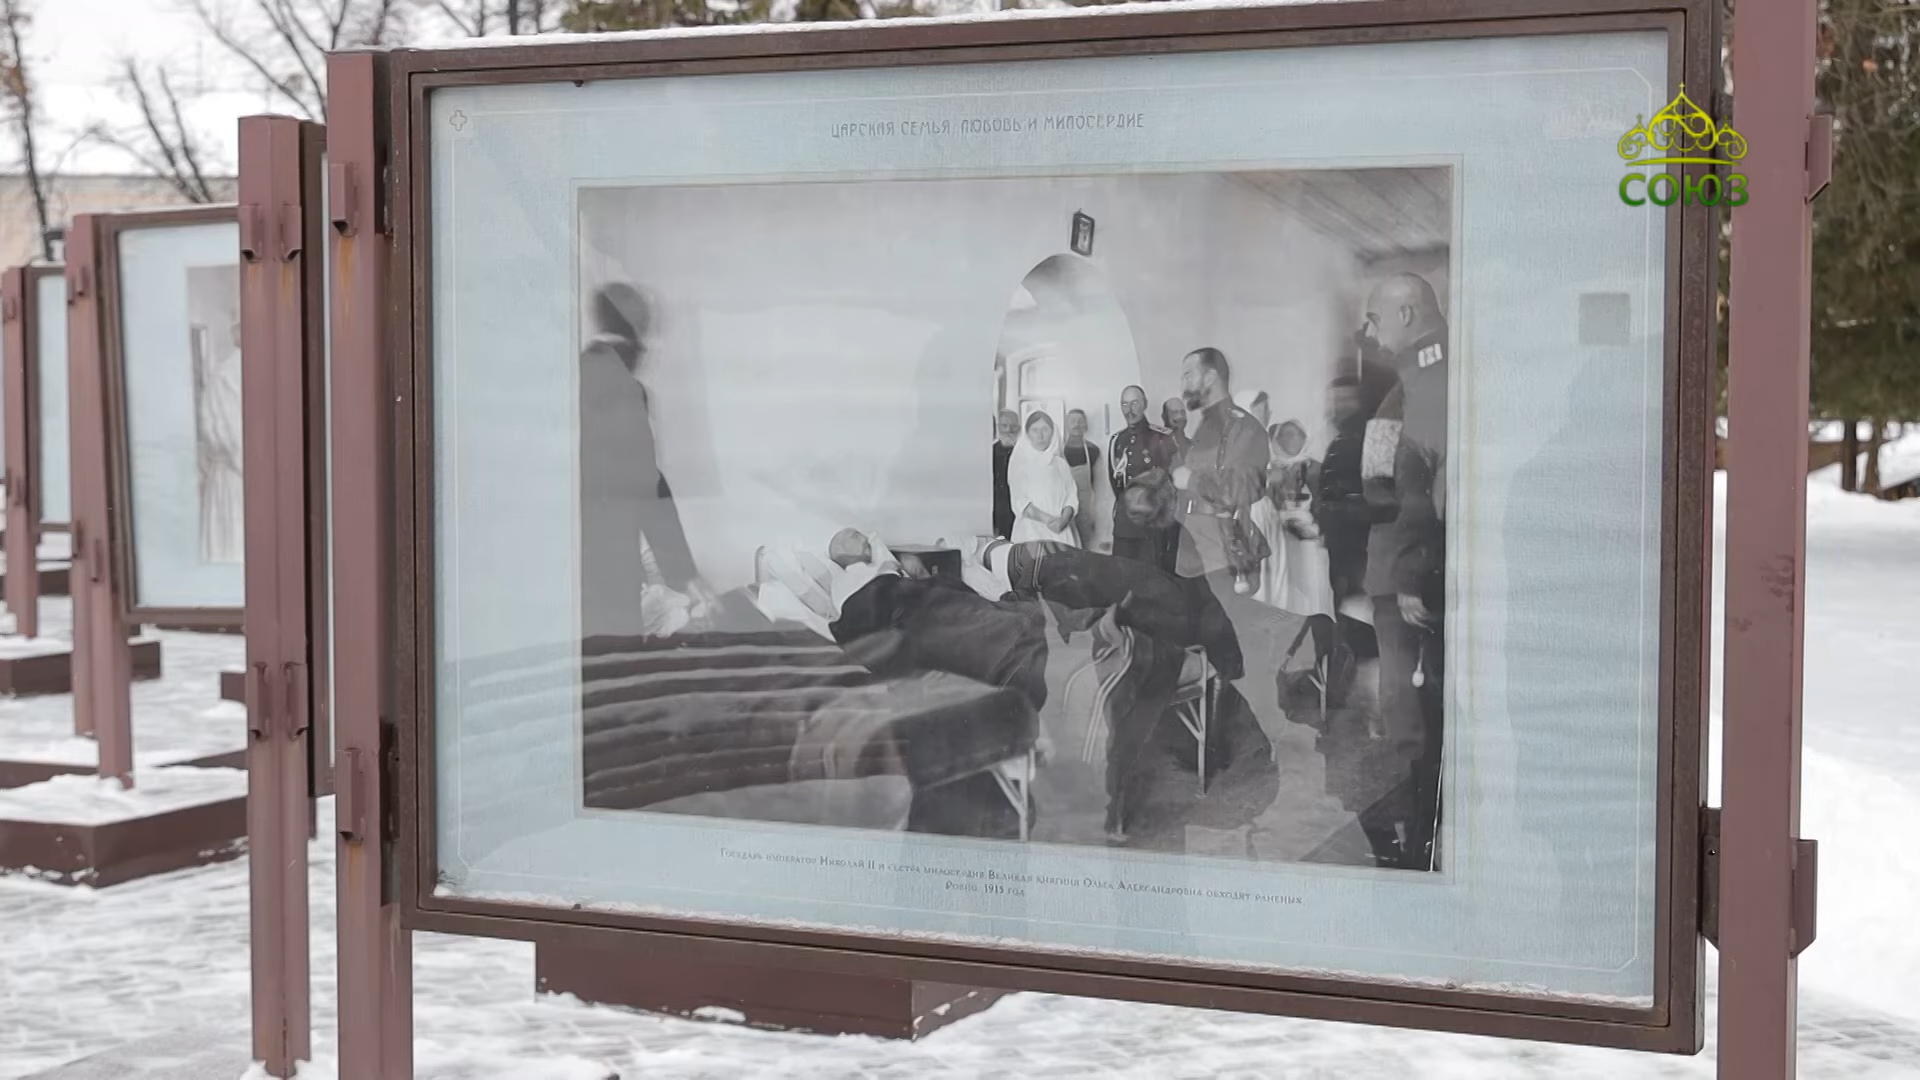 ЦАРСКАЯ СЕМЬЯ: ЛЮБОВЬ И МИЛОСЕРДИЕ
СОЮЗ
Государь император Николай II и сестра милосердия Великая княгиня Ольга Александровна обходят раненых.
Ровно. 1915 год